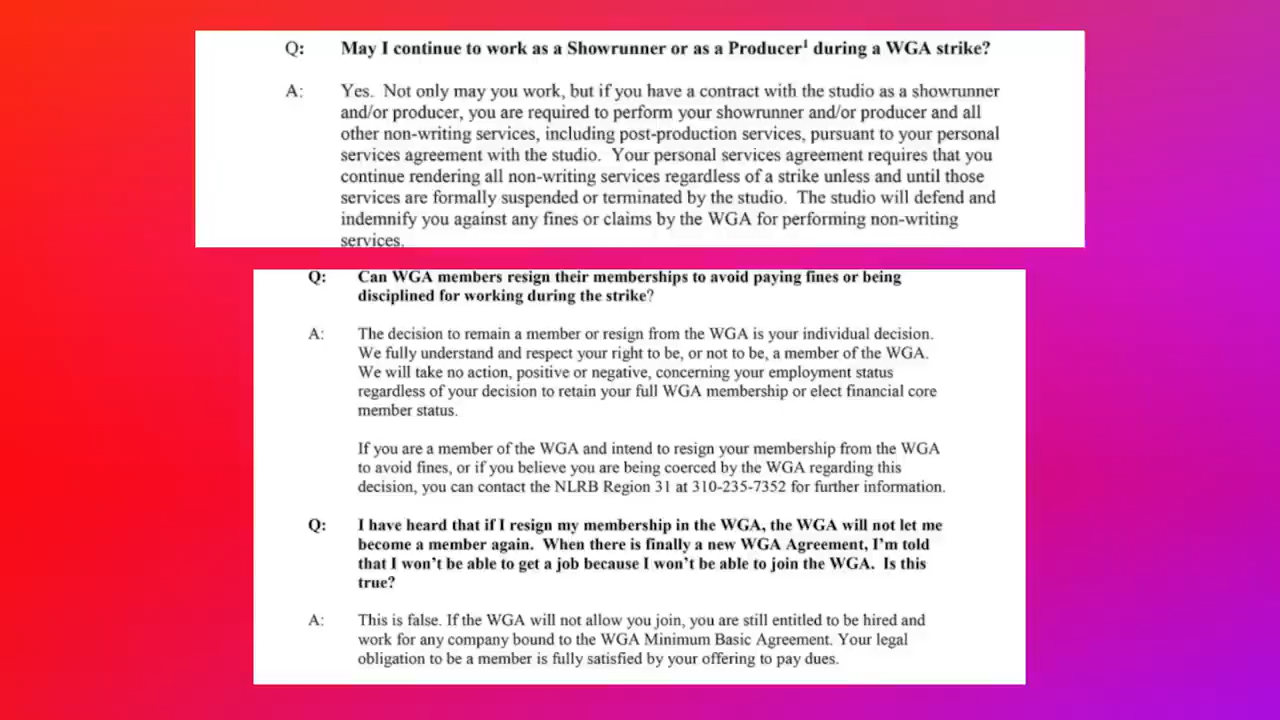 Q: May I continue to work as a Showrunner or as a Producer¹ during a WGA strike?
A: Yes. Not only may you work, but if you have a contract with the studio as a showrunner
and/or producer, you are required to perform your showrunner and/or producer and all
other non-writing services, including post-production services, pursuant to your personal
services agreement with the studio. Your personal services agreement requires that you
continue rendering all non-writing services regardless of a strike unless and until those
services are formally suspended or terminated by the studio. The studio will defend and
indemnify you against any fines or claims by the WGA for performing non-writing
services.
Q: Can WGA members resign their memberships to avoid paying fines or being
disciplined for working during the strike?
A: The decision to remain a member or resign from the WGA is your individual decision.
We fully understand and respect your right to be, or not to be, a member of the WGA.
We will take no action, positive or negative, concerning your employment status
regardless of your decision to retain your full WGA membership or elect financial core
member status.
If you are a member of the WGA and intend to resign your membership from the WGA
to avoid fines, or if you believe you are being coerced by the WGA regarding this
decision, you can contact the NLRB Region 31 at 310-235-7352 for further information.
Q: I have heard that if I resign my membership in the WGA, the WGA will not let me
become a member again. When there is finally a new WGA Agreement, I'm told
that I won't be able to get a job because I won't be able to join the WGA. Is this
true?
A: This is false. If the WGA will not allow you join, you are still entitled to be hired and
work for any company bound to the WGA Minimum Basic Agreement. Your legal
obligation to be a member is fully satisfied by your offering to pay dues.